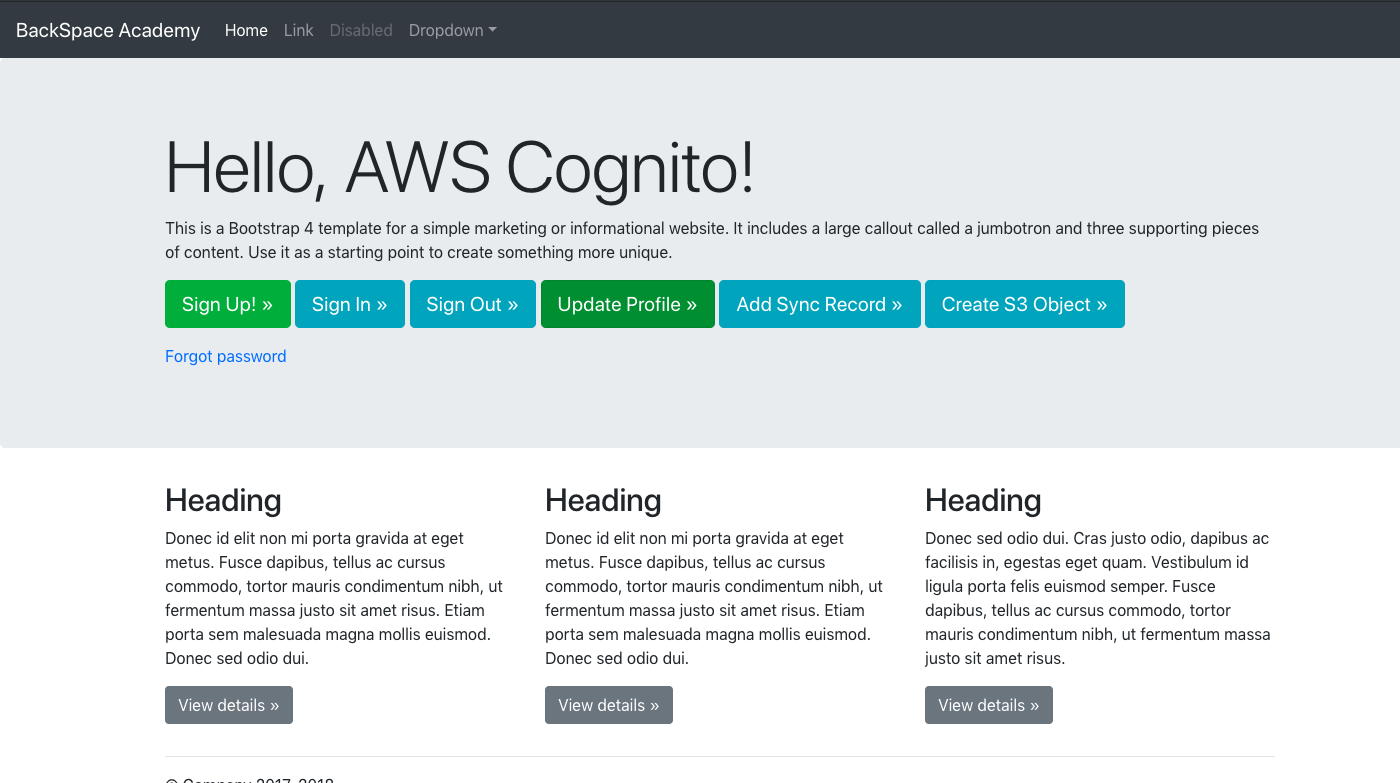 BackSpace Academy Home Link Disabled Dropdown
Hello, AWS Cognito!
This is a Bootstrap 4 template for a simple marketing or informational website. It includes a large callout called a jumbotron and three supporting pieces
of content. Use it as a starting point to create something more unique.
Sign Up! » Sign In » Sign Out » Update Profile » Add Sync Record » Create S3 Object »
Forgot password
Heading
Donec id elit non mi porta gravida at eget
metus. Fusce dapibus, tellus ac cursus
commodo, tortor mauris condimentum nibh, ut
fermentum massa justo sit amet risus. Etiam
porta sem malesuada magna mollis euismod.
Donec sed odio dui.
View details »
Heading
Donec id elit non mi porta gravida at eget
metus. Fusce dapibus, tellus ac cursus
commodo, tortor mauris condimentum nibh, ut
fermentum massa justo sit amet risus. Etiam
porta sem malesuada magna mollis euismod.
Donec sed odio dui.
View details »
Heading
Donec sed odio dui. Cras justo odio, dapibus ac
facilisis in, egestas eget quam. Vestibulum id
ligula porta felis euismod semper. Fusce
dapibus, tellus ac cursus commodo, tortor
mauris condimentum nibh, ut fermentum massa
justo sit amet risus.
View details »
© Company 2017-2018